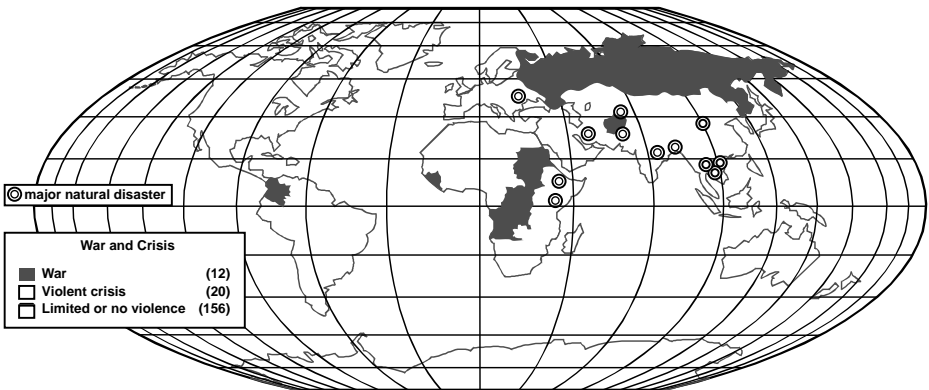 major natural disaster
War and Crisis
War (12)
Violent crisis (20)
Limited or no violence (156)